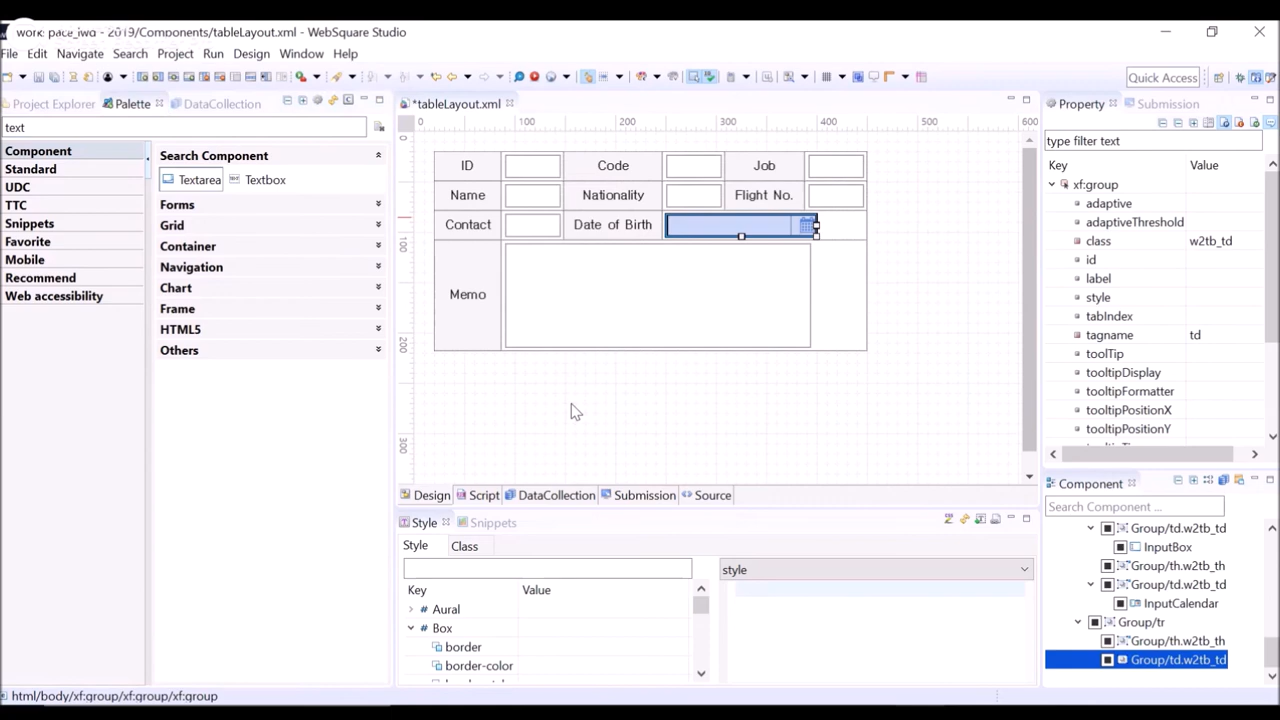 work: pace_iwd - 2019/Components/tableLayout.xml - WebSquare Studio
File Edit Navigate Search Project Run Design Window Help
Quick Access
Project Explorer Palette DataCollection
text
Component
Standard
UDC
TTC
Snippets
Favorite
Mobile
Recommend
Web accessibility
Search Component
Textarea Textbox
Forms
Grid
Container
Navigation
Chart
Frame
HTML5
Others
*tableLayout.xml
0 100 200 300 400 500 600
0
100
200
300
ID Code Job
Name Nationality Flight No.
Contact Date of Birth
Memo
Design Script DataCollection Submission Source
Style Snippets
Style Class
style
Key Value
Aural
Box
border
border-color
Property Submission
type filter text
Key Value
xf:group
adaptive
adaptiveThreshold
class w2tb_td
id
label
style
tabIndex
tagname td
toolTip
tooltipDisplay
tooltipFormatter
tooltipPositionX
tooltipPositionY
Component
Search Component ...
Group/td.w2tb_td
InputBox
Group/th.w2tb_th
Group/td.w2tb_td
InputCalendar
Group/tr
Group/th.w2tb_th
Group/td.w2tb_td
html/body/xf:group/xf:group/xf:group